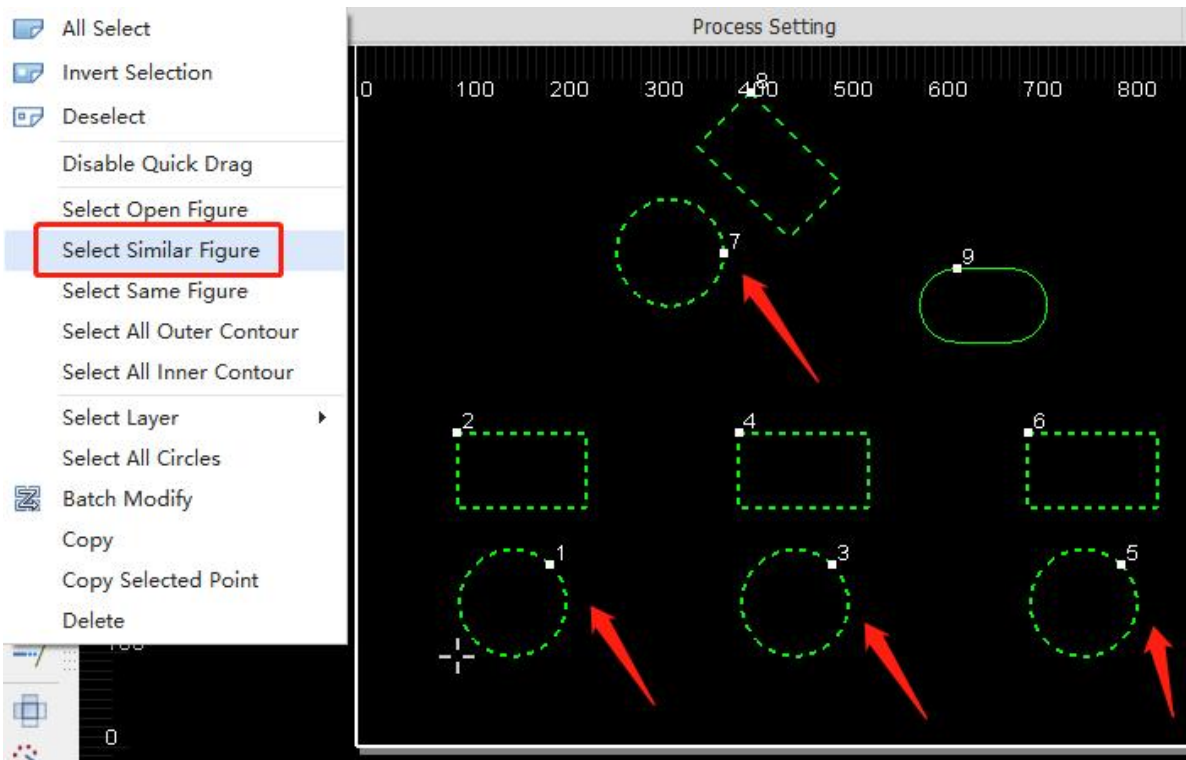 All Select
Invert Selection
Deselect
Disable Quick Drag
Select Open Figure
Select Similar Figure
Select Same Figure
Select All Outer Contour
Select All Inner Contour
Select Layer
Select All Circles
Batch Modify
Copy
Copy Selected Point
Delete
Process Setting
0 100 200 300 400 500 600 700 800
8
7
9
2 4 6
1 3 5
0